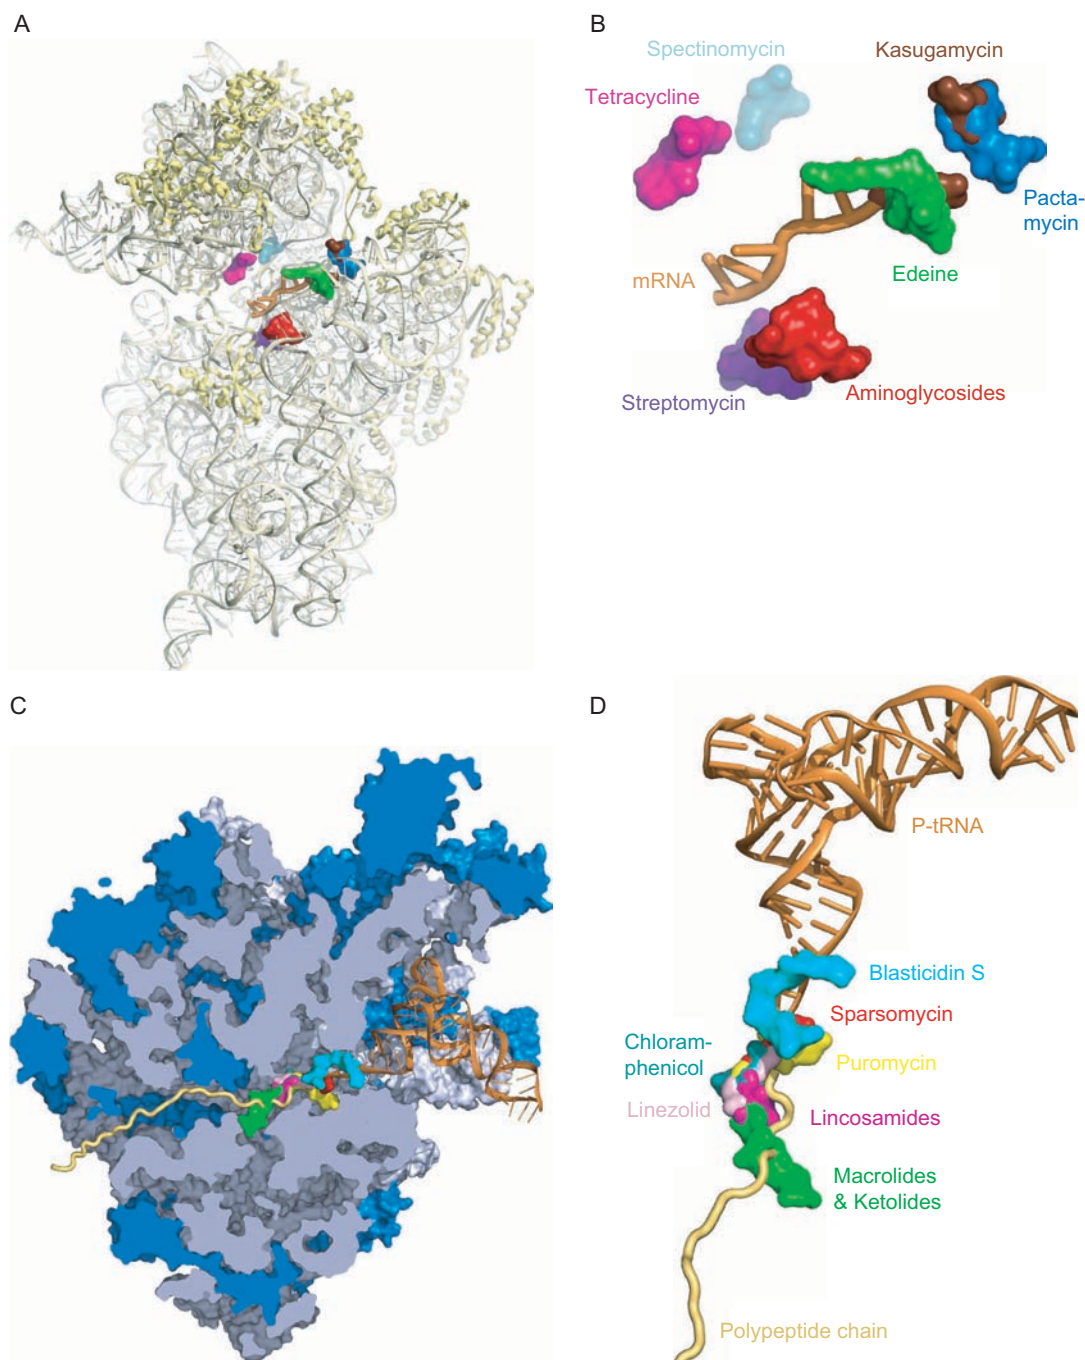 A
B
Spectinomycin
Kasugamycin
Tetracycline
Pacta-
mycin
mRNA
Edeine
Streptomycin
Aminoglycosides
C
D
P-tRNA
Blasticidin S
Sparsomycin
Chloram-
phenicol
Puromycin
Linezolid
Lincosamides
Macrolides
& Ketolides
Polypeptide chain